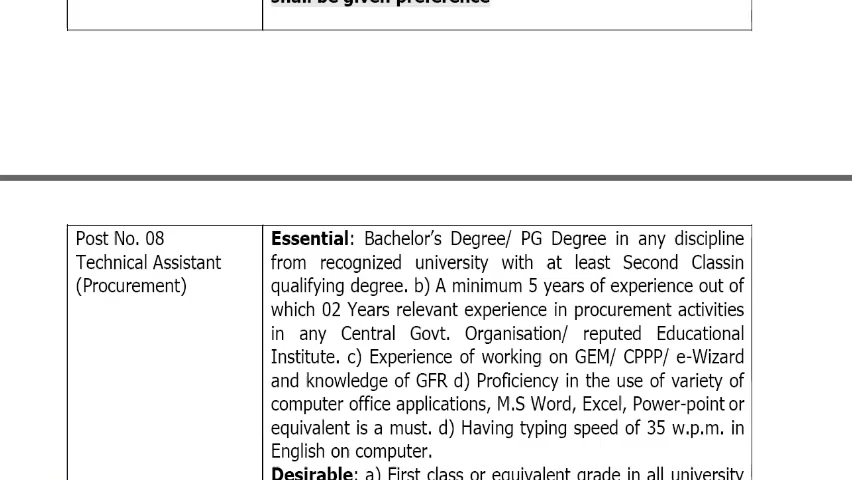 shall be given preference
Post No. 08
Technical Assistant
(Procurement)
Essential: Bachelor's Degree/ PG Degree in any discipline
from recognized university with at least Second Classin
qualifying degree. b) A minimum 5 years of experience out of
which 02 Years relevant experience in procurement activities
in any Central Govt. Organisation/ reputed Educational
Institute. c) Experience of working on GEM/ CPPP/ e-Wizard
and knowledge of GFR d) Proficiency in the use of variety of
computer office applications, M.S Word, Excel, Power-point or
equivalent is a must. d) Having typing speed of 35 w.p.m. in
English on computer.
Desirable: a) First class or equivalent grade in all university